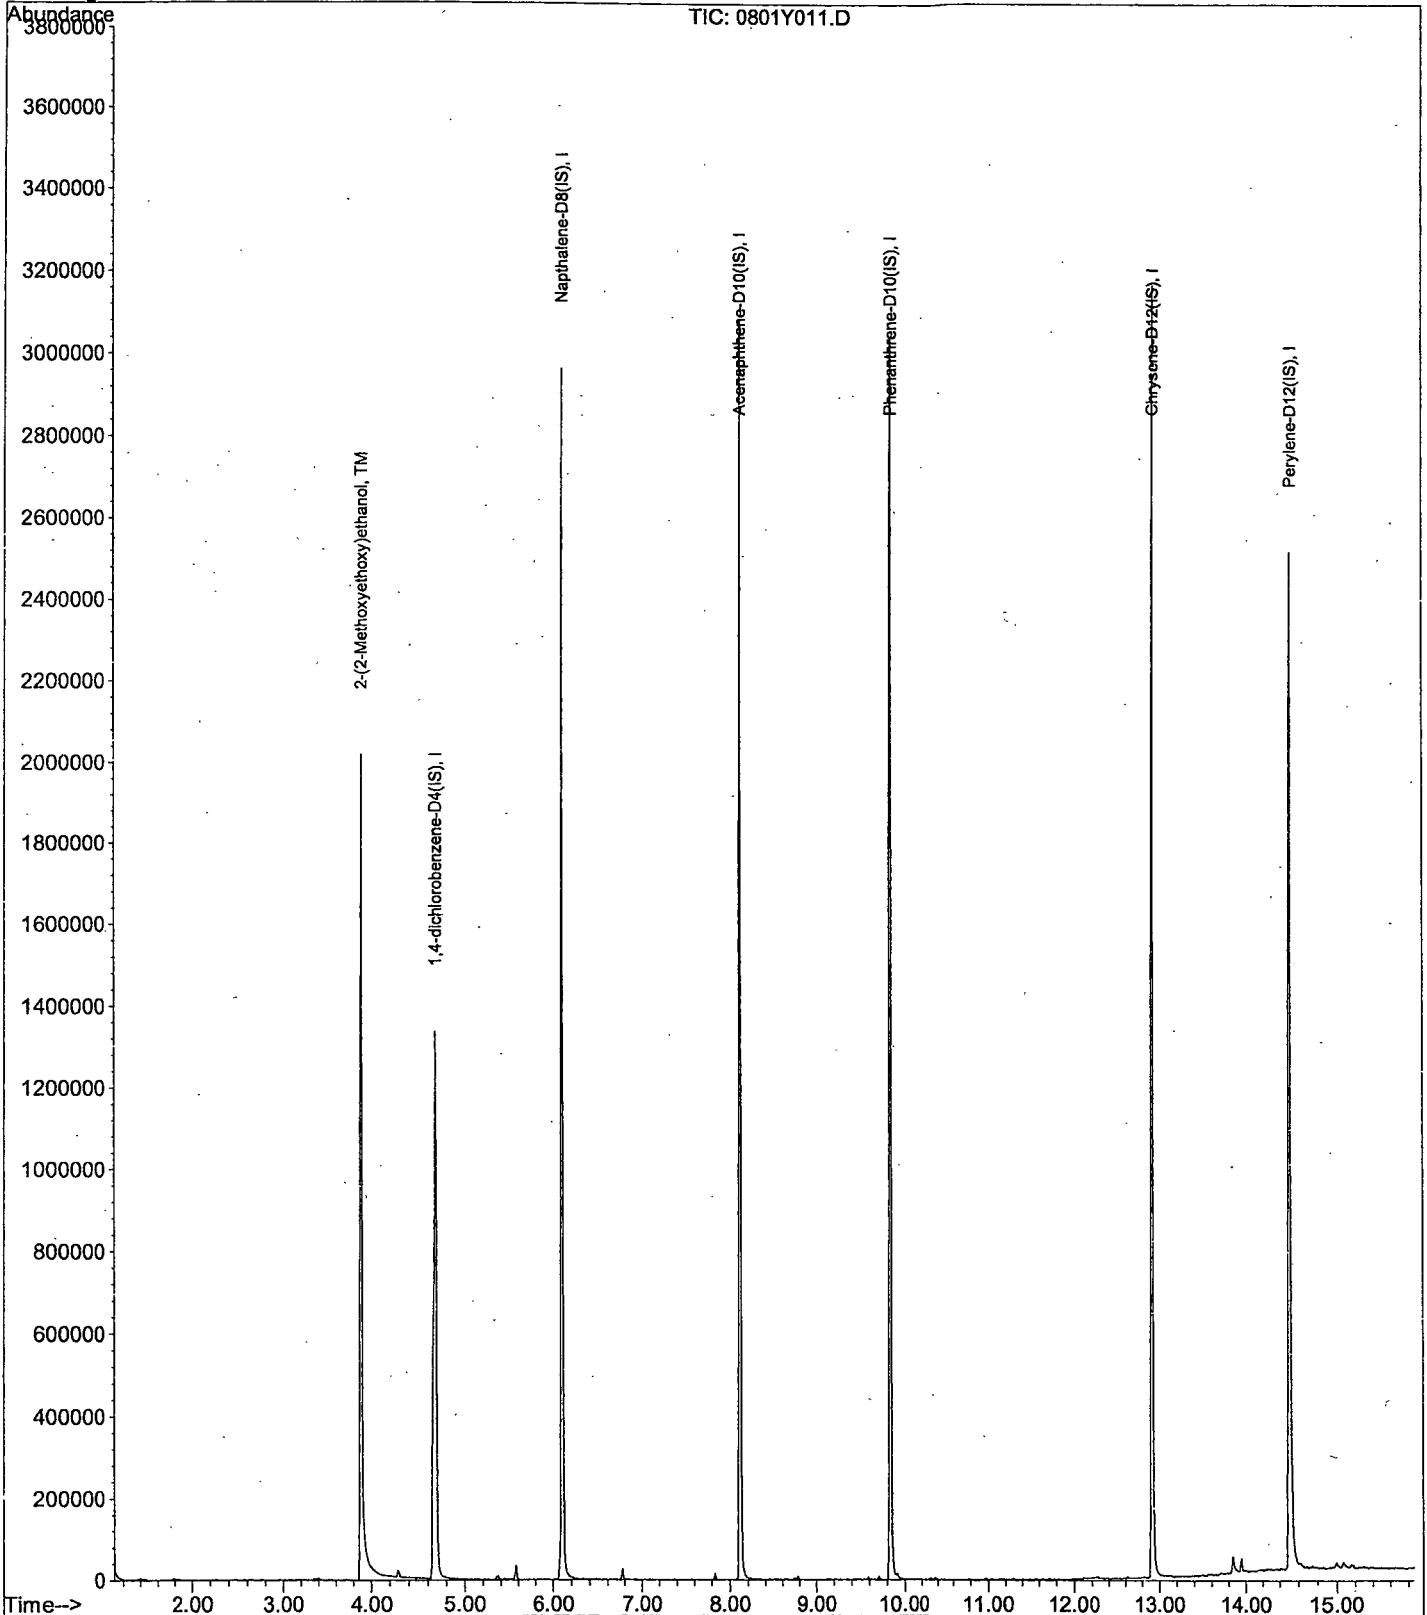 Abundance
TIC: 0801Y011.D
3800000
3600000
3400000
3200000
3000000
2800000
2600000
2400000
2200000
2000000
1800000
1600000
1400000
1200000
1000000
800000
600000
400000
200000
0
2-(2-Methoxyethoxy)ethanol, TM
1,4-dichlorobenzene-D4(IS), I
Napthalene-D8(IS), I
Acenaphthene-D10(IS), I
Phenanthrene-D10(IS), I
Chrysene-D12(IS), I
Perylene-D12(IS), I
Time--> 2.00 3.00 4.00 5.00 6.00 7.00 8.00 9.00 10.00 11.00 12.00 13.00 14.00 15.00